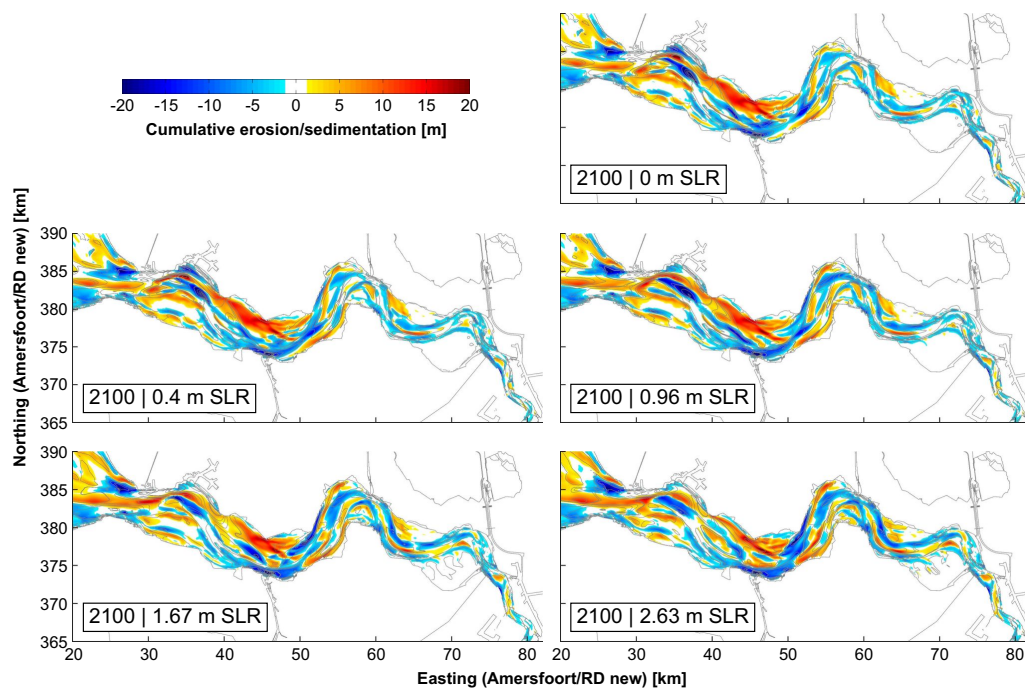 -20 -15 -10 -5 0 5 10 15 20
Cumulative erosion/sedimentation [m]
2100 | 0 m SLR
Northing (Amersfoort/RD new) [km]
390
385
380
375
370
365
2100 | 0.4 m SLR
2100 | 0.96 m SLR
390
385
380
375
370
365
2100 | 1.67 m SLR
2100 | 2.63 m SLR
20 30 40 50 60 70 80 20 30 40 50 60 70 80
Easting (Amersfoort/RD new) [km]